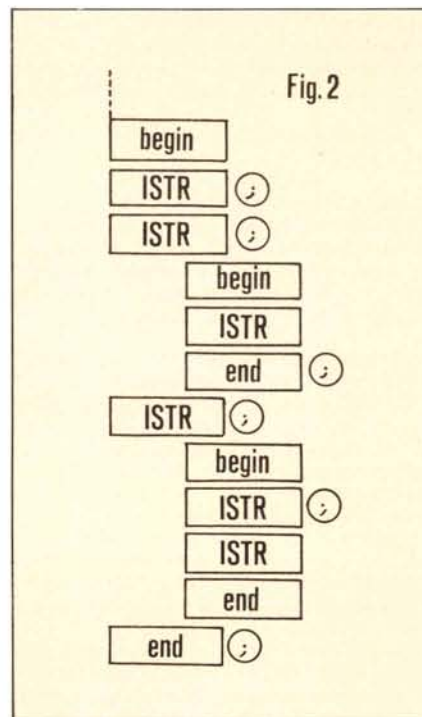 Fig. 2
begin
ISTR ;
ISTR ;
begin
ISTR
end ;
ISTR ;
begin
ISTR ;
ISTR
end
end ;